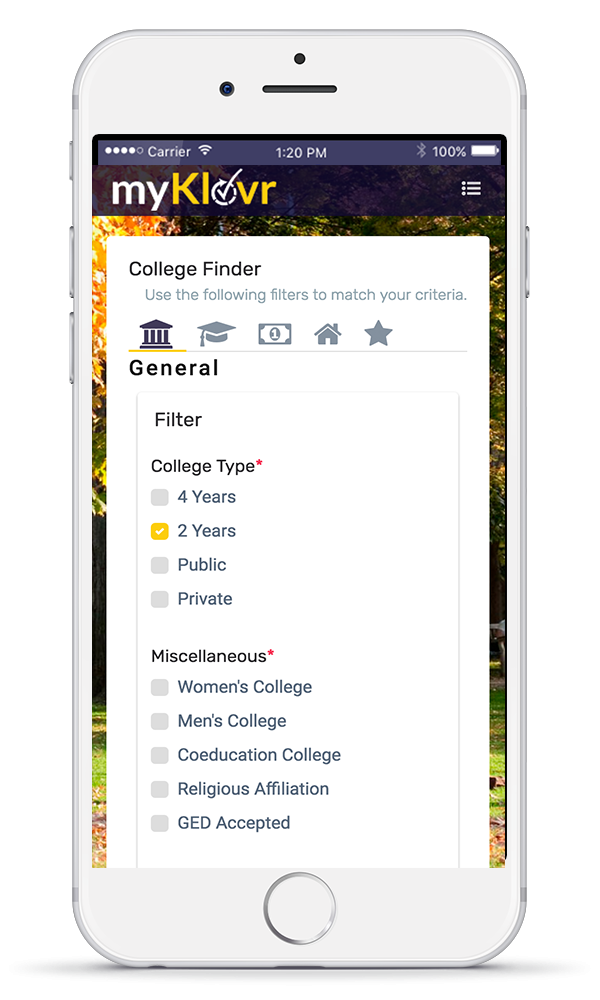 Carrier 1:20 PM 100%
myKlovr
College Finder
Use the following filters to match your criteria.
1
General
Filter
College Type*
4 Years
2 Years
Public
Private
Miscellaneous*
Women's College
Men's College
Coeducation College
Religious Affiliation
GED Accepted